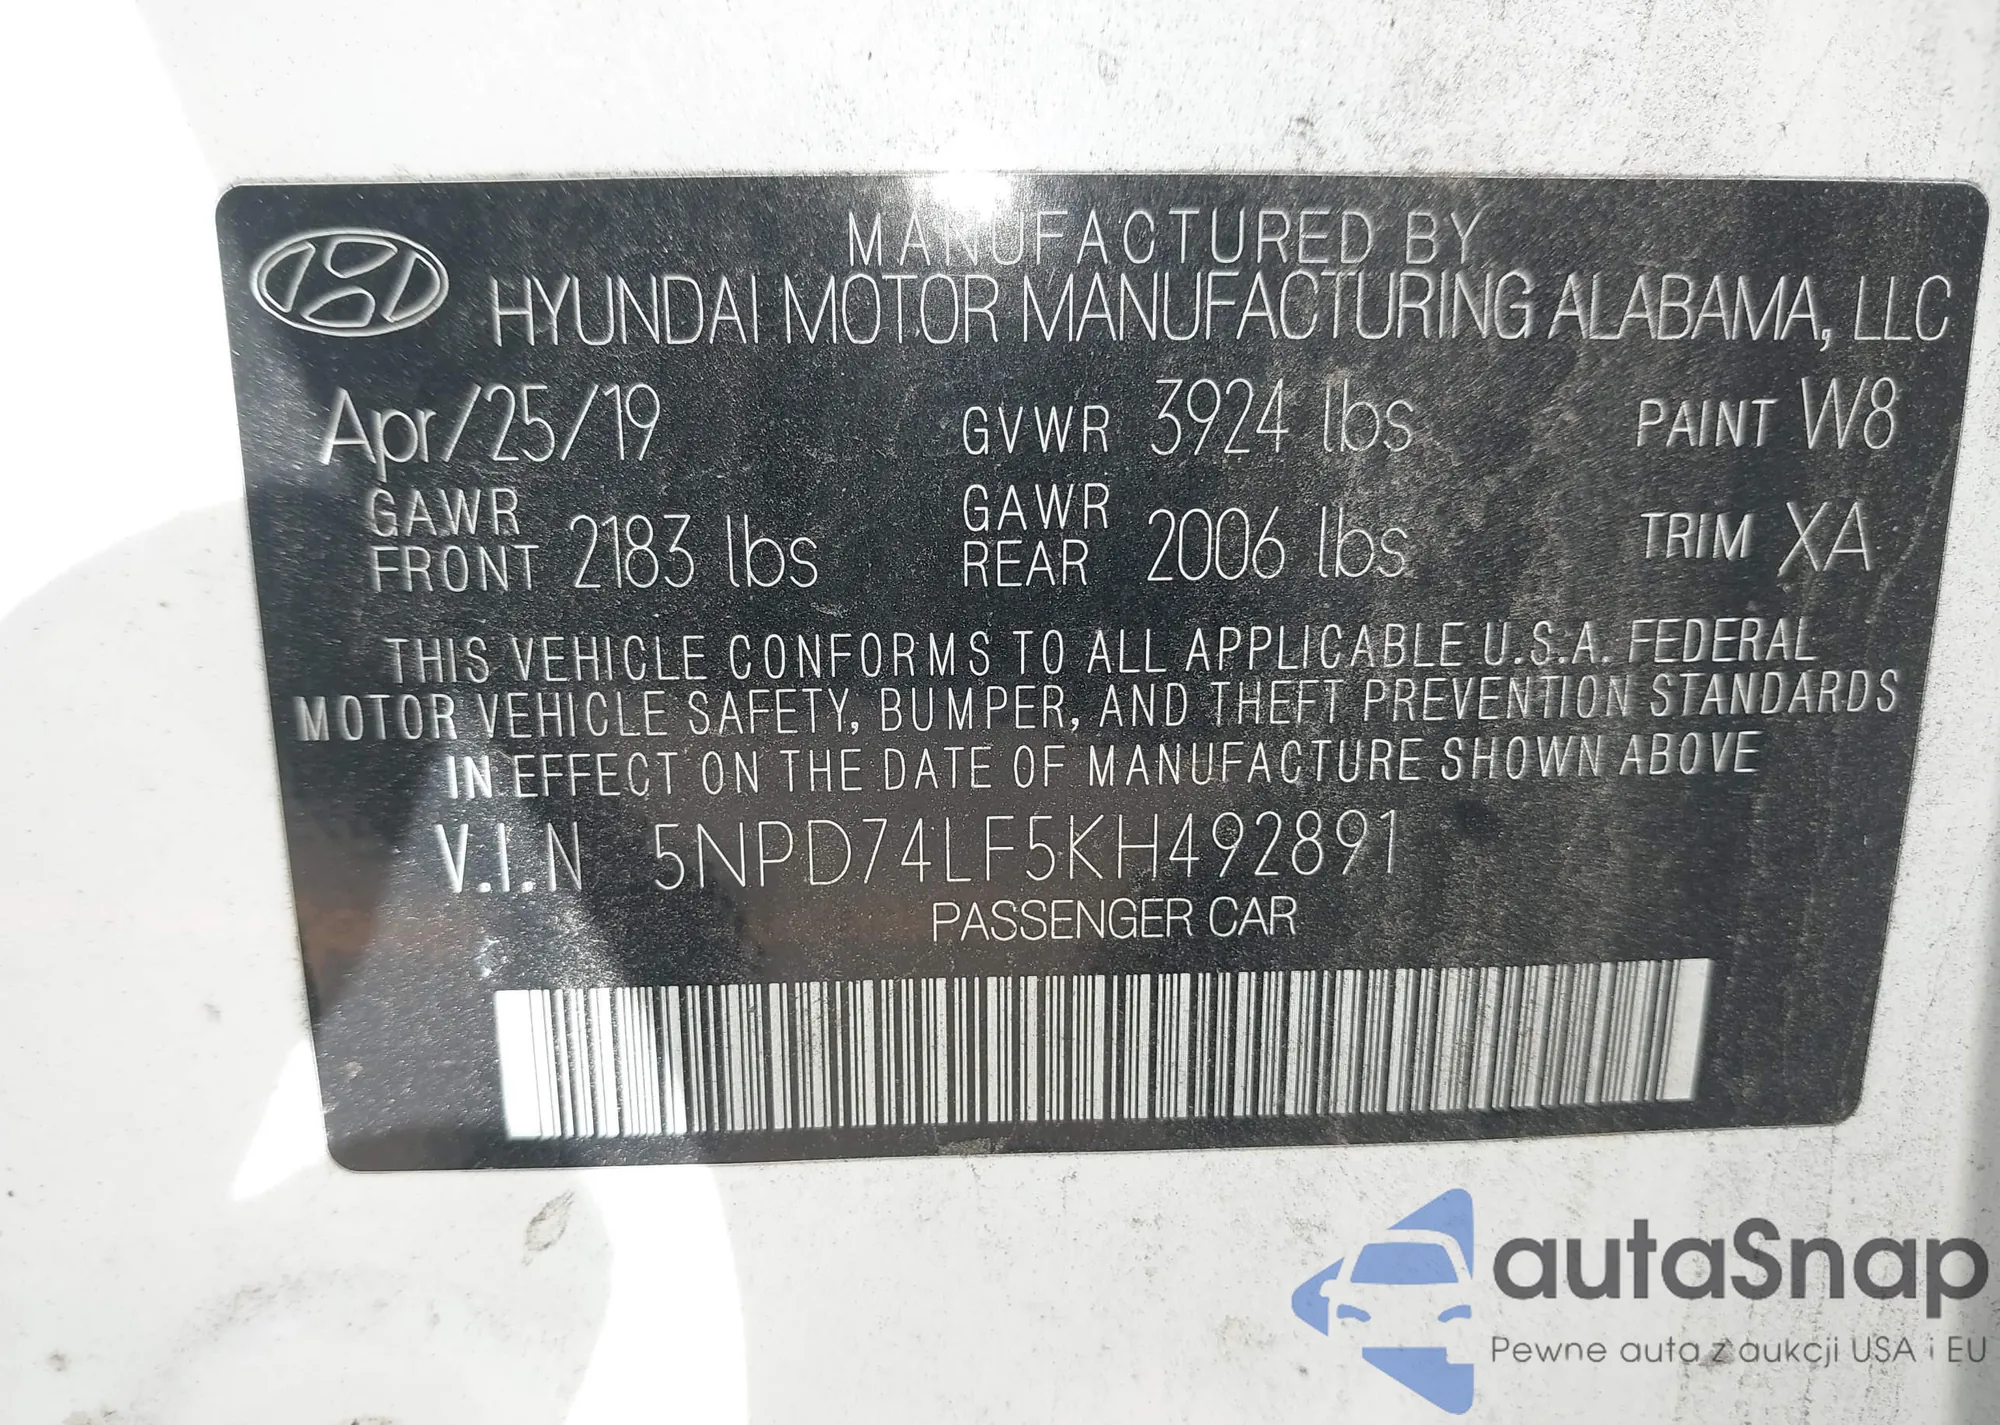 MANUFACTURED BY
HYUNDAI MOTOR MANUFACTURING ALABAMA, LLC
Apr/25/19 GVWR 3924 lbs PAINT W8
GAWR FRONT 2183 lbs GAWR REAR 2006 lbs TRIM XA
THIS VEHICLE CONFORMS TO ALL APPLICABLE U.S.A. FEDERAL
MOTOR VEHICLE SAFETY, BUMPER, AND THEFT PREVENTION STANDARDS
IN EFFECT ON THE DATE OF MANUFACTURE SHOWN ABOVE
V.I.N 5NPD74LF5KH492891
PASSENGER CAR
autaSnap
Pewne auta z aukcji USA i EU